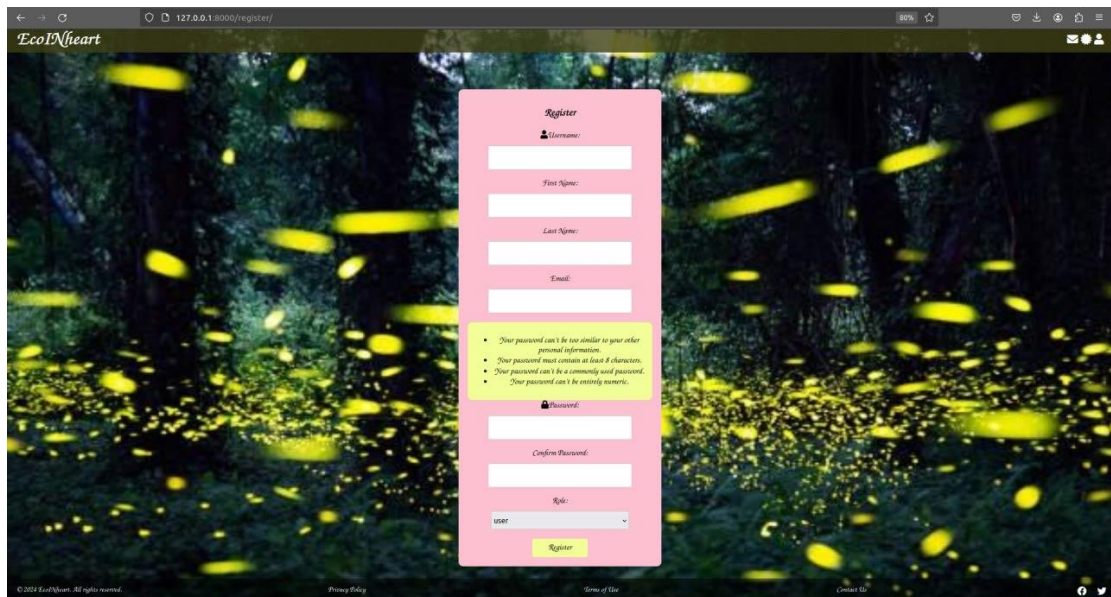 127.0.0.1:8000/register/
80%
EcoINheart
Register
Username:
First Name:
Last Name:
Email:
Your password can't be too similar to your other
personal information.
Your password must contain at least 8 characters.
Your password can't be a commonly used password.
Your password can't be entirely numeric.
Password:
Confirm Password:
Role:
user
Register
© 2024 EcoINheart. All rights reserved.
Privacy Policy
Terms of Use
Contact Us